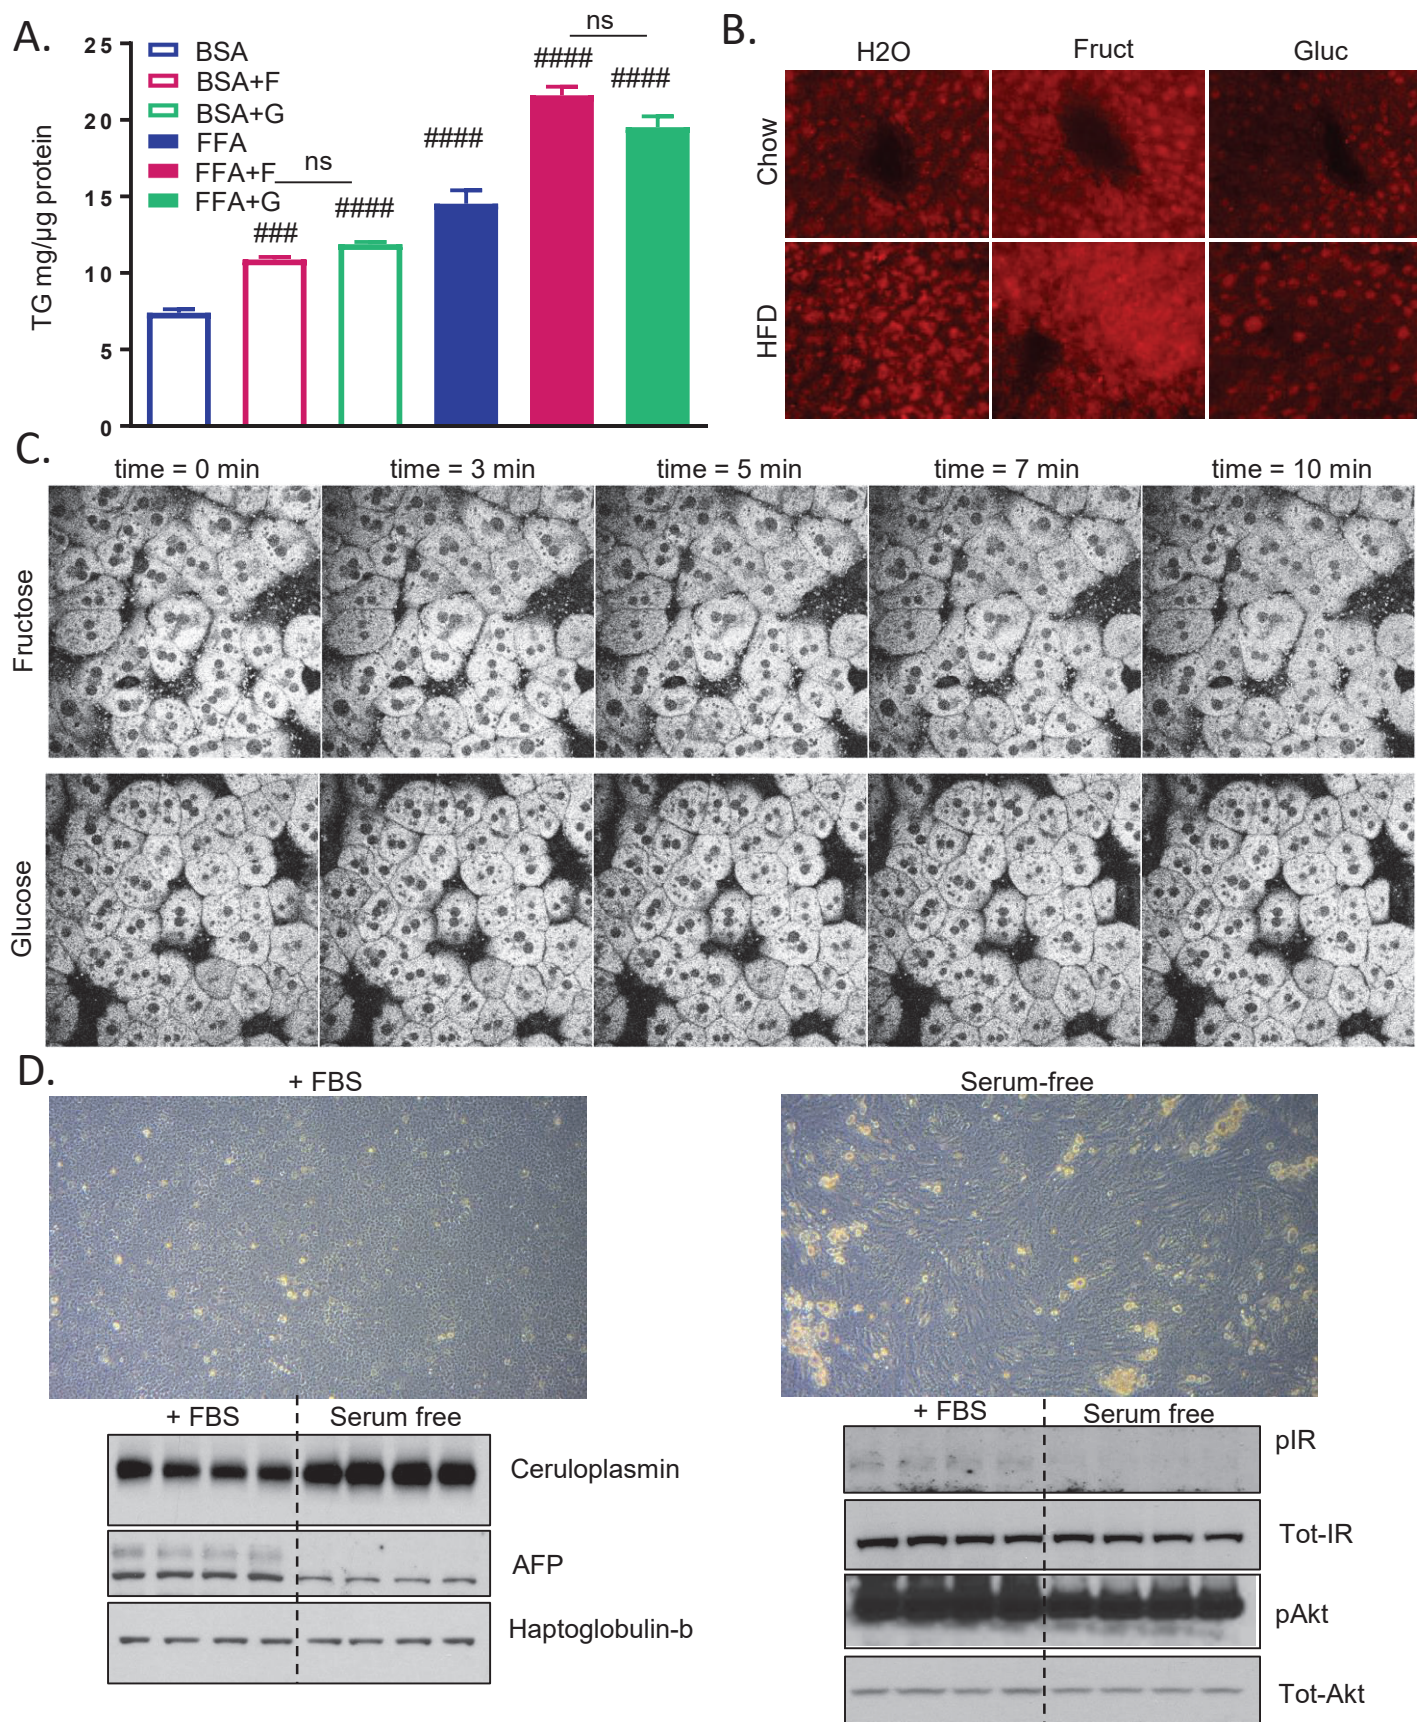 A.
25
20
15
10
5
0
TG mg/µg protein
BSA
BSA+F
BSA+G
FFA
FFA+F
FFA+G
ns
###
####
####
####
####
ns
B.
H2O
Fruct
Gluc
Chow
HFD
C.
time = 0 min
time = 3 min
time = 5 min
time = 7 min
time = 10 min
Fructose
Glucose
D.
+ FBS
Serum-free
+ FBS
Serum free
Ceruloplasmin
AFP
Haptoglobulin-b
+ FBS
Serum free
pIR
Tot-IR
pAkt
Tot-Akt